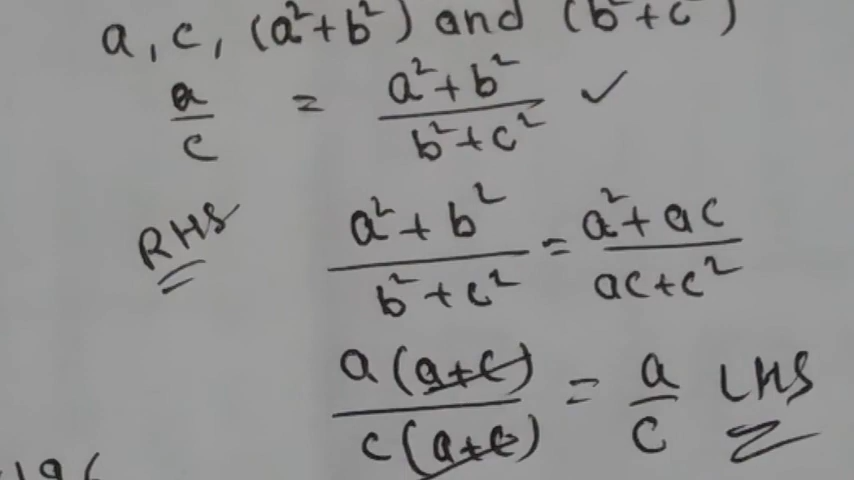 a, c, (a²+b²) and (b²+c²)
a/c = (a²+b²)/(b²+c²) ✓
RHS (a²+b²)/(b²+c²) = (a²+ac)/(ac+c²)
a(a+c)/c(a+c) = a/c LHS